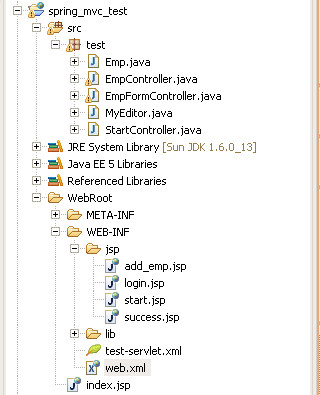 spring_mvc_test
src
test
Emp.java
EmpController.java
EmpFormController.java
MyEditor.java
StartController.java
JRE System Library [Sun JDK 1.6.0_13]
Java EE 5 Libraries
Referenced Libraries
WebRoot
META-INF
WEB-INF
jsp
add_emp.jsp
login.jsp
start.jsp
success.jsp
lib
test-servlet.xml
web.xml
index.jsp